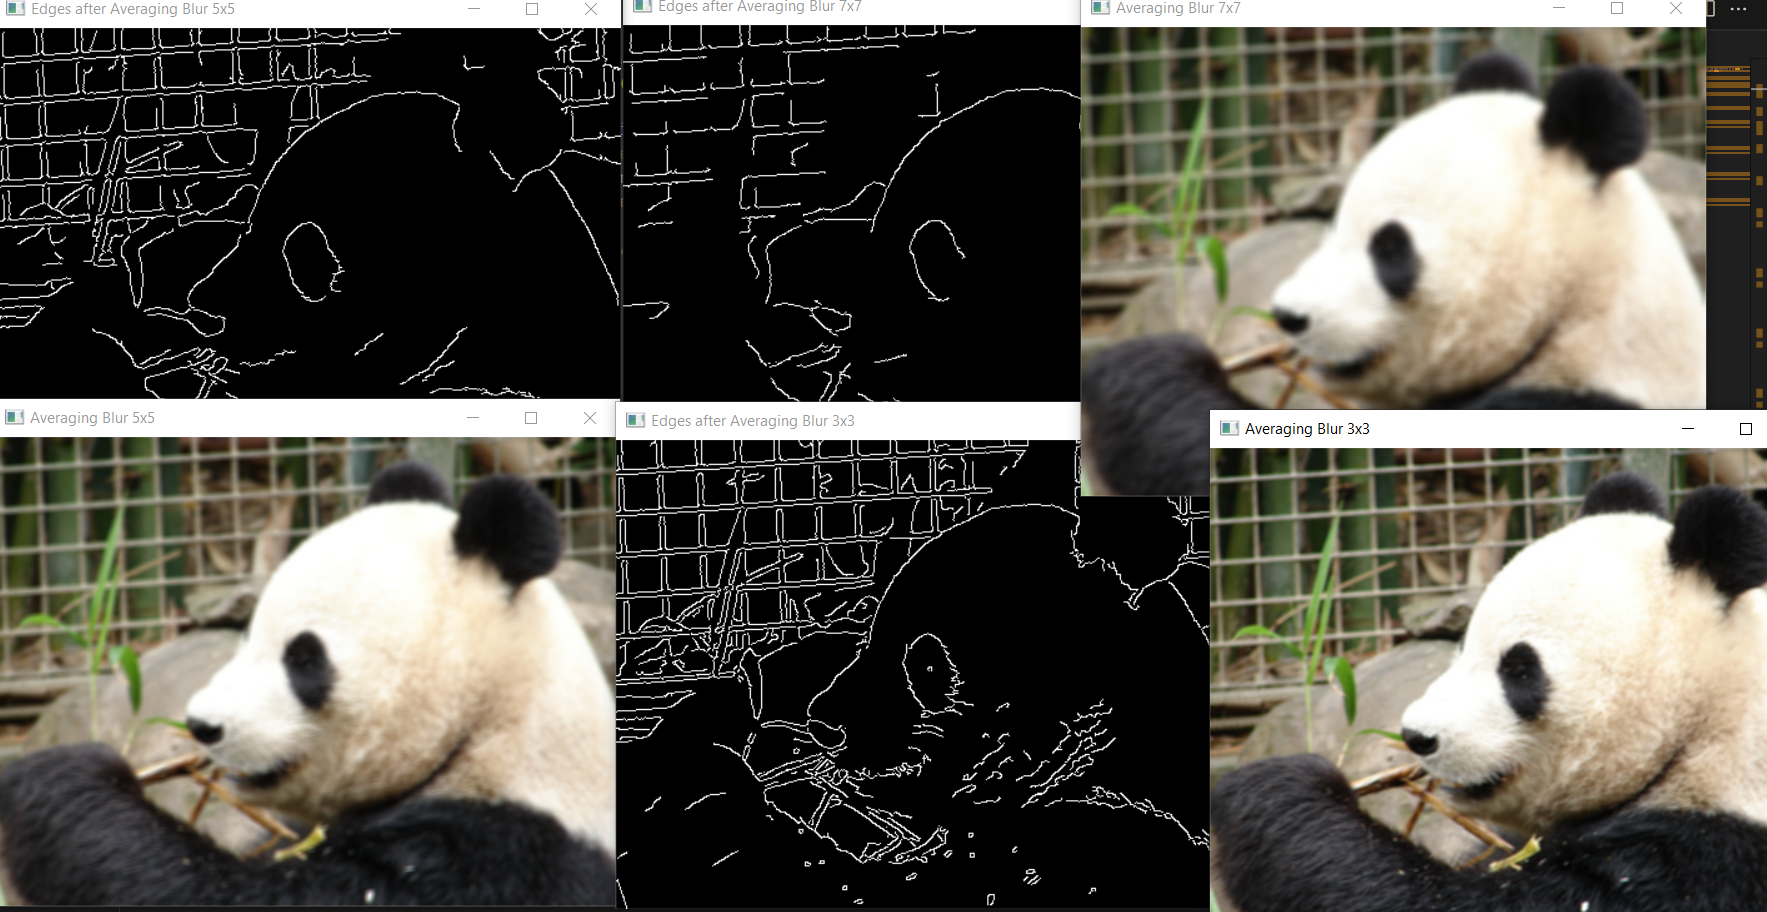 Edges after Averaging Blur 5x5
Edges after Averaging Blur 7x7
Averaging Blur 7x7
Averaging Blur 5x5
Edges after Averaging Blur 3x3
Averaging Blur 3x3